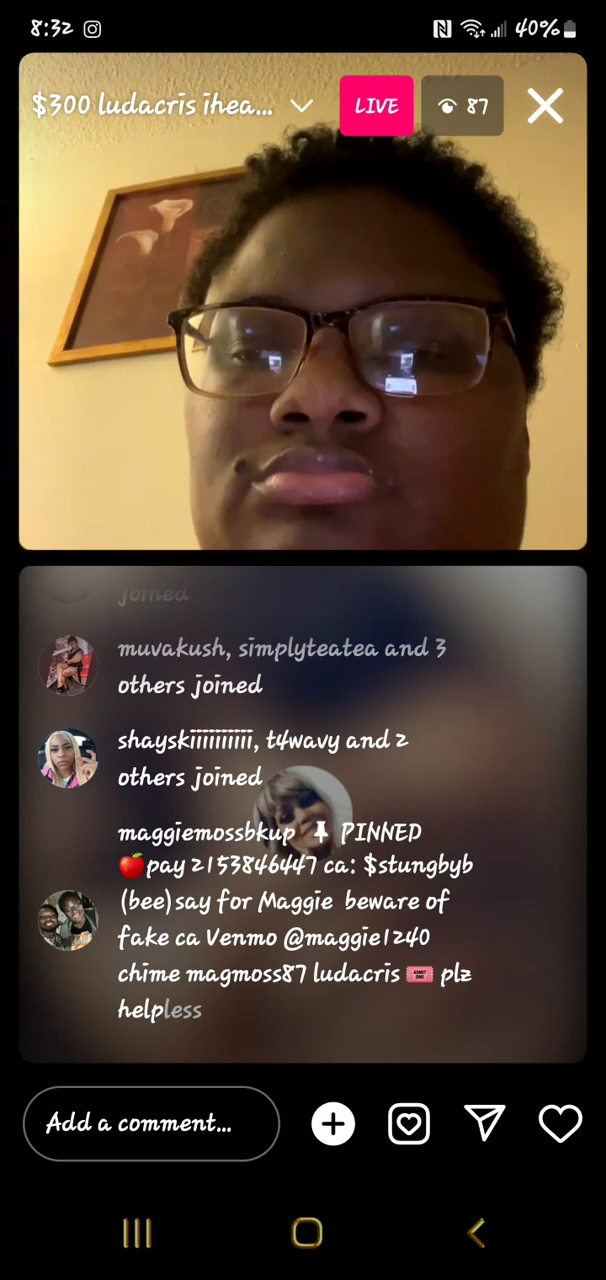 8:32
40%
$300 ludacris ihea...
LIVE
87
joined
muvakush, simplyteatea and 3
others joined
shayskiiiiiiiiii, t4wavy and 2
others joined
maggiemossbkup 📌 PINNED
🍎pay 2153846447 ca: $stungbyb
(bee)say for Maggie beware of
fake ca Venmo @maggie1240
chime magmoss87 ludacris 🎟️ plz
helpless
Add a comment...